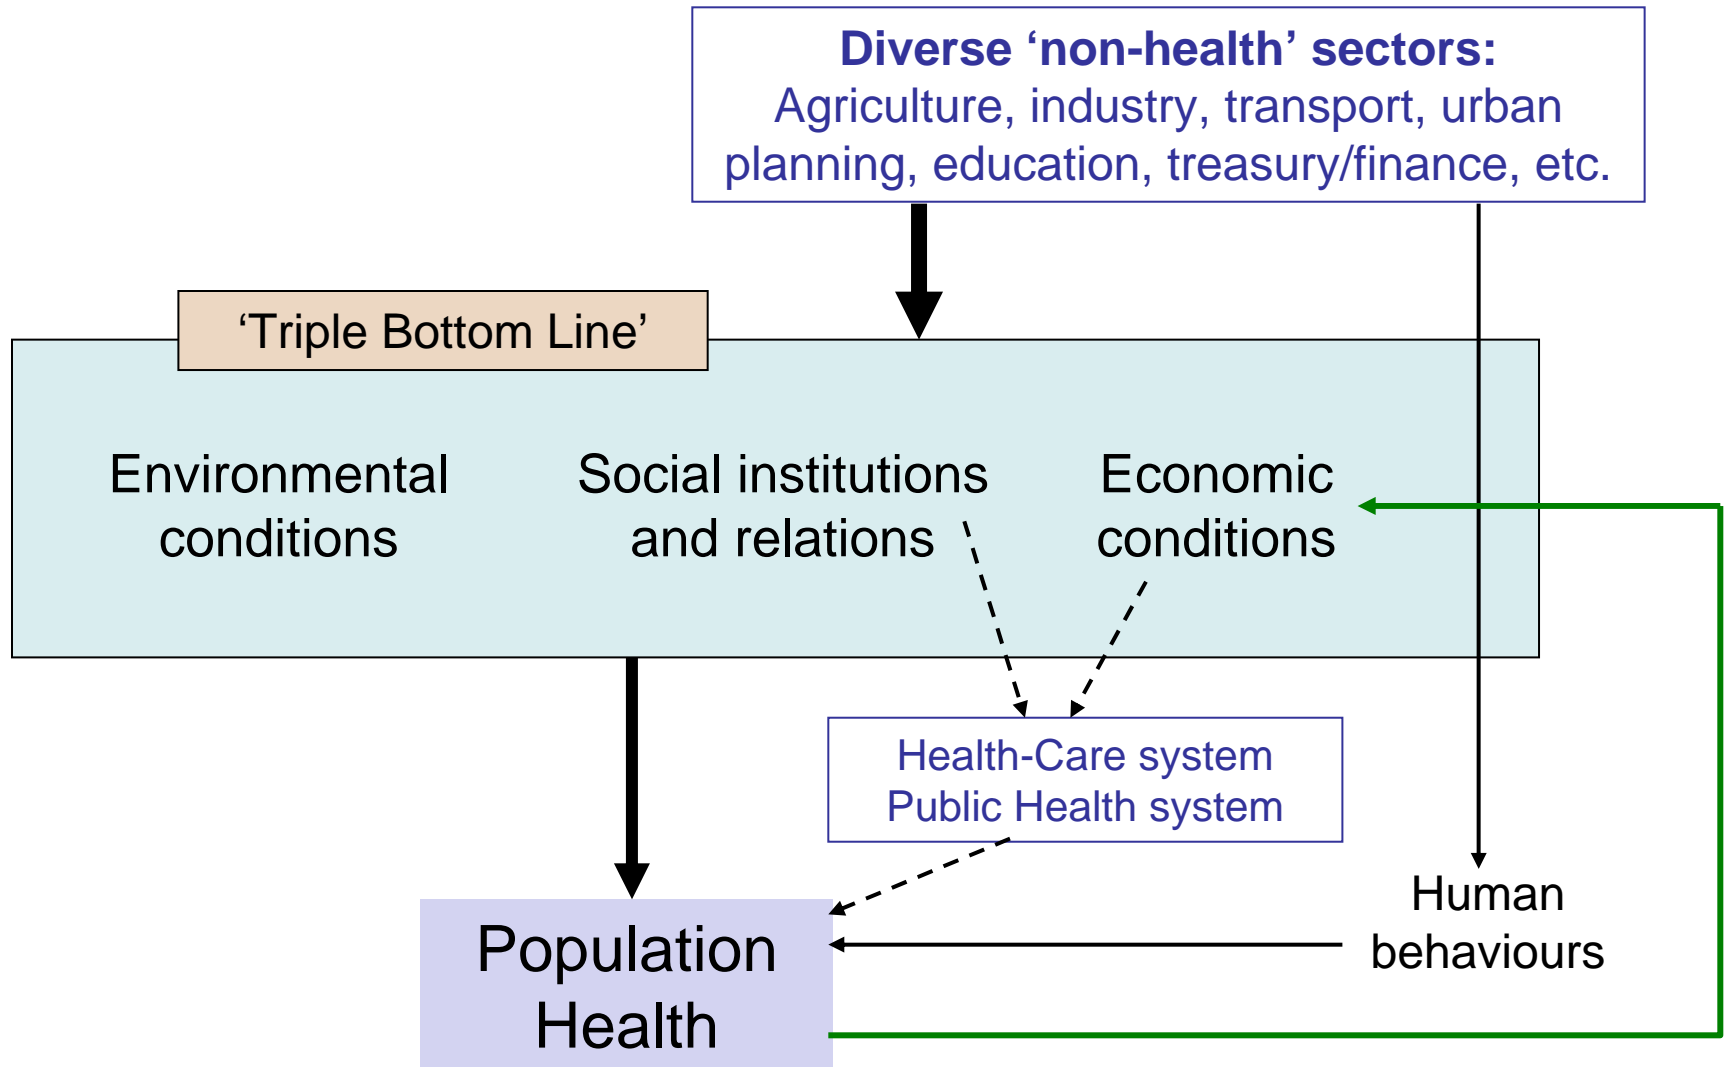 Diverse ‘non-health’ sectors:
Agriculture, industry, transport, urban
planning, education, treasury/finance, etc.
‘Triple Bottom Line’
Environmental
conditions
Social institutions
and relations
Economic
conditions
Health-Care system
Public Health system
Human
behaviours
Population
Health